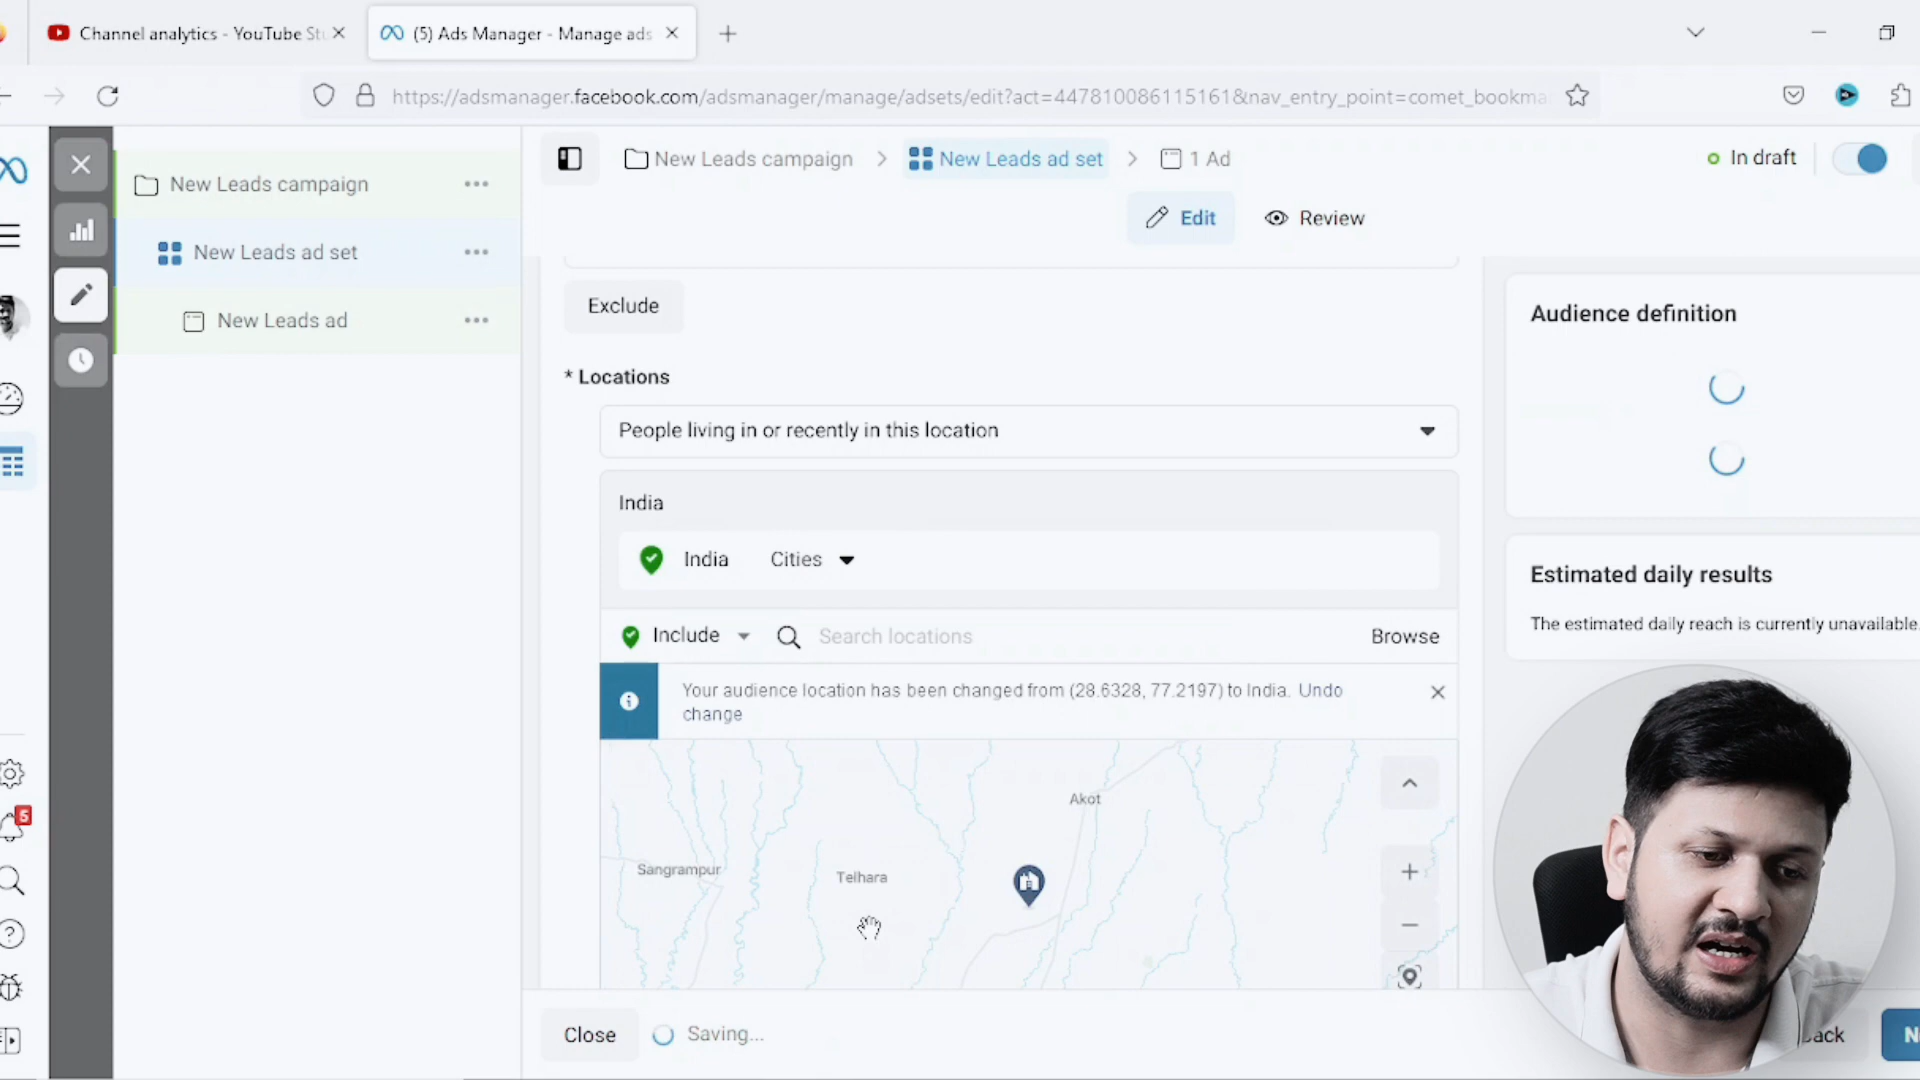 Channel analytics - YouTube Stu
(5) Ads Manager - Manage ads
https://adsmanager.facebook.com/adsmanager/manage/adsets/edit?act=447810086115161&nav_entry_point=comet_bookma
New Leads campaign
New Leads ad set
New Leads ad
New Leads campaign
New Leads ad set
1 Ad
In draft
Edit
Review
Exclude
* Locations
People living in or recently in this location
India
India
Cities
Include
Search locations
Browse
Your audience location has been changed from (28.6328, 77.2197) to India. Undo
change
Akot
Sangrampur
Telhara
Audience definition
Estimated daily results
The estimated daily reach is currently unavailable.
5
Close
Saving...
ack
N